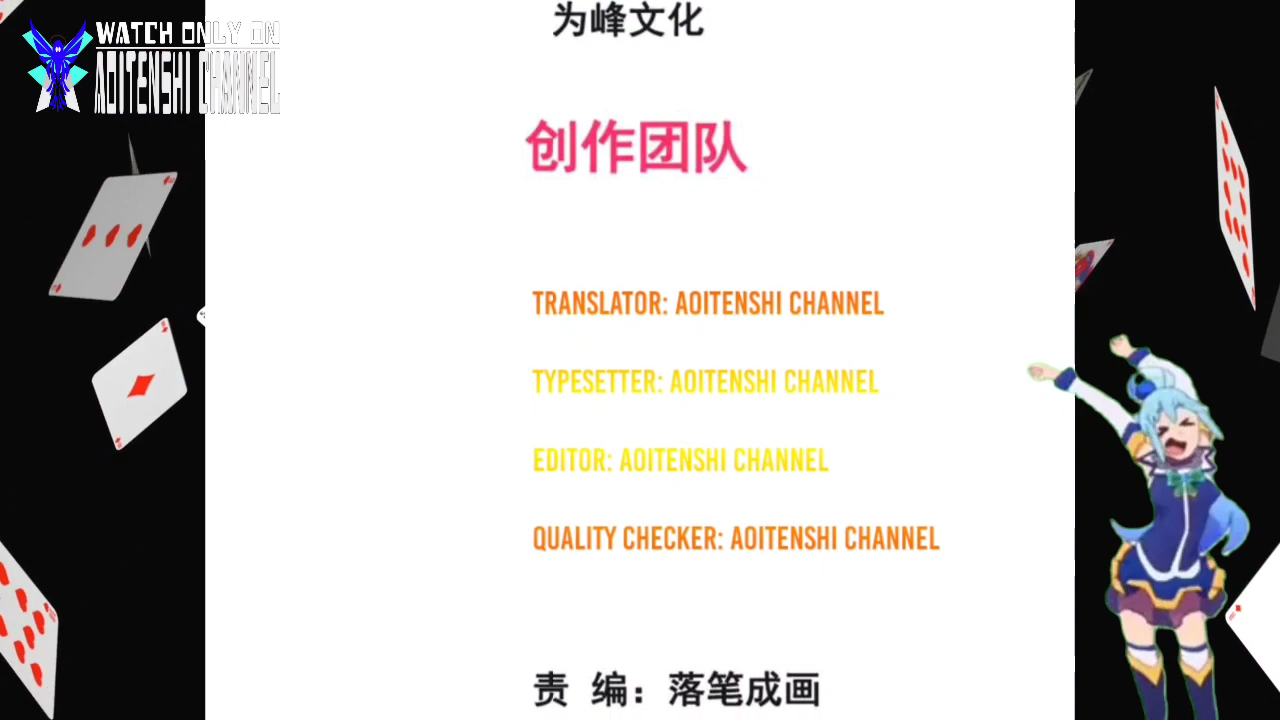 为峰文化
WATCH ONLY ON
AOITENSHI CHANNEL
创作团队
TRANSLATOR: AOITENSHI CHANNEL
TYPESETTER: AOITENSHI CHANNEL
EDITOR: AOITENSHI CHANNEL
QUALITY CHECKER: AOITENSHI CHANNEL
责 编：落笔成画